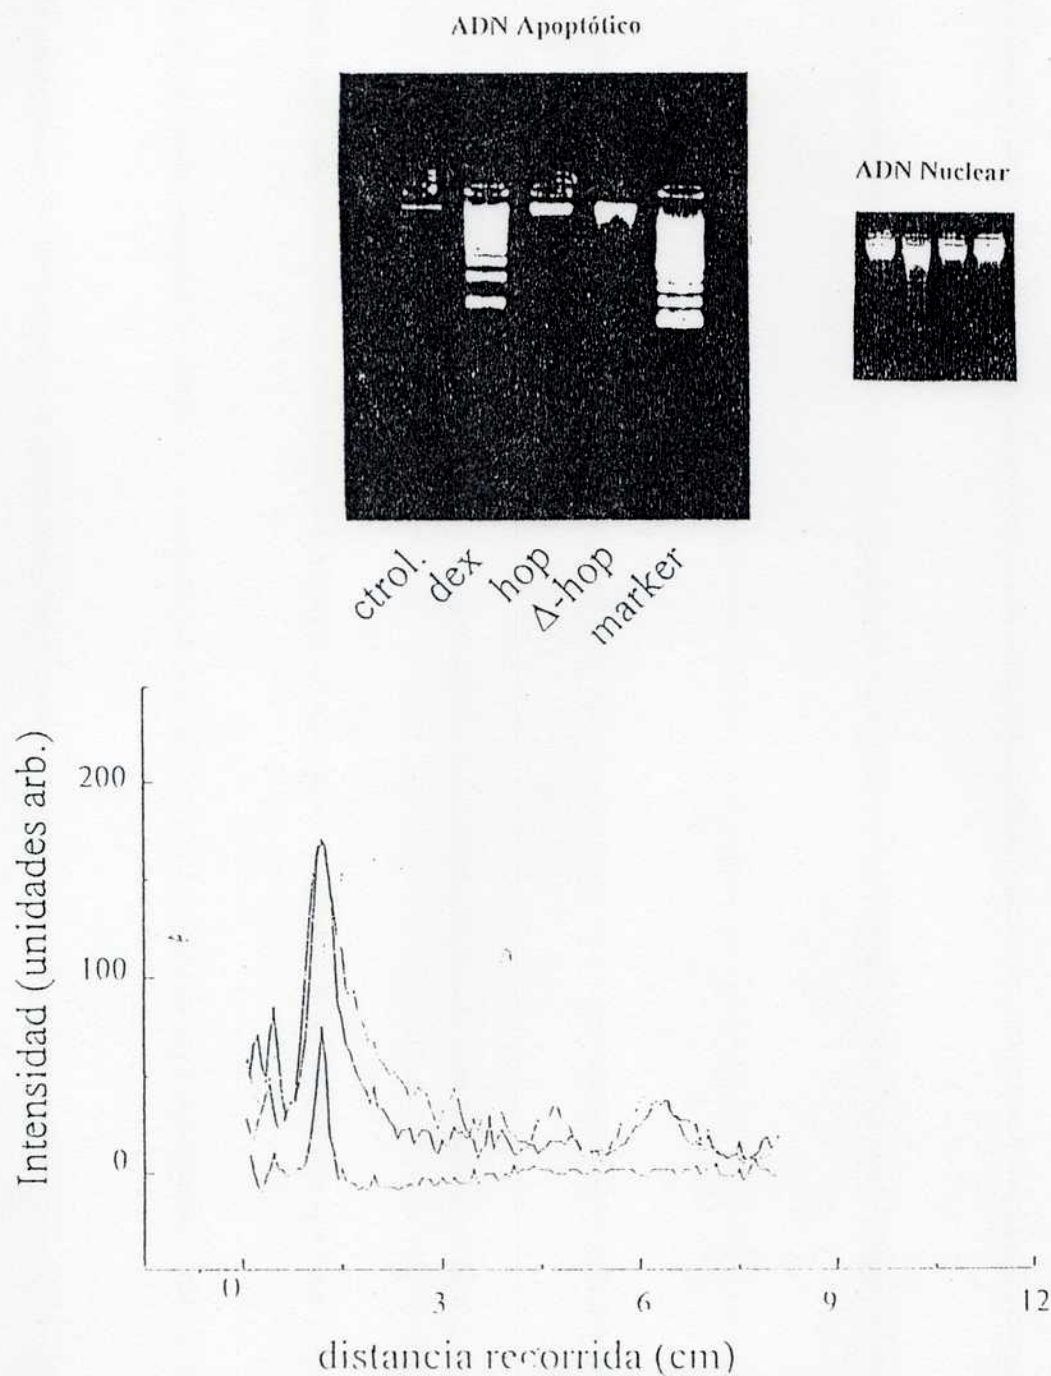 ADN Apoptótico
ADN Nuclear
ctrol.
dex
hop
Δ-hop
marker
Intensidad (unidades arb.)
200
100
0
0
3
6
9
12
distancia recorrida (cm)